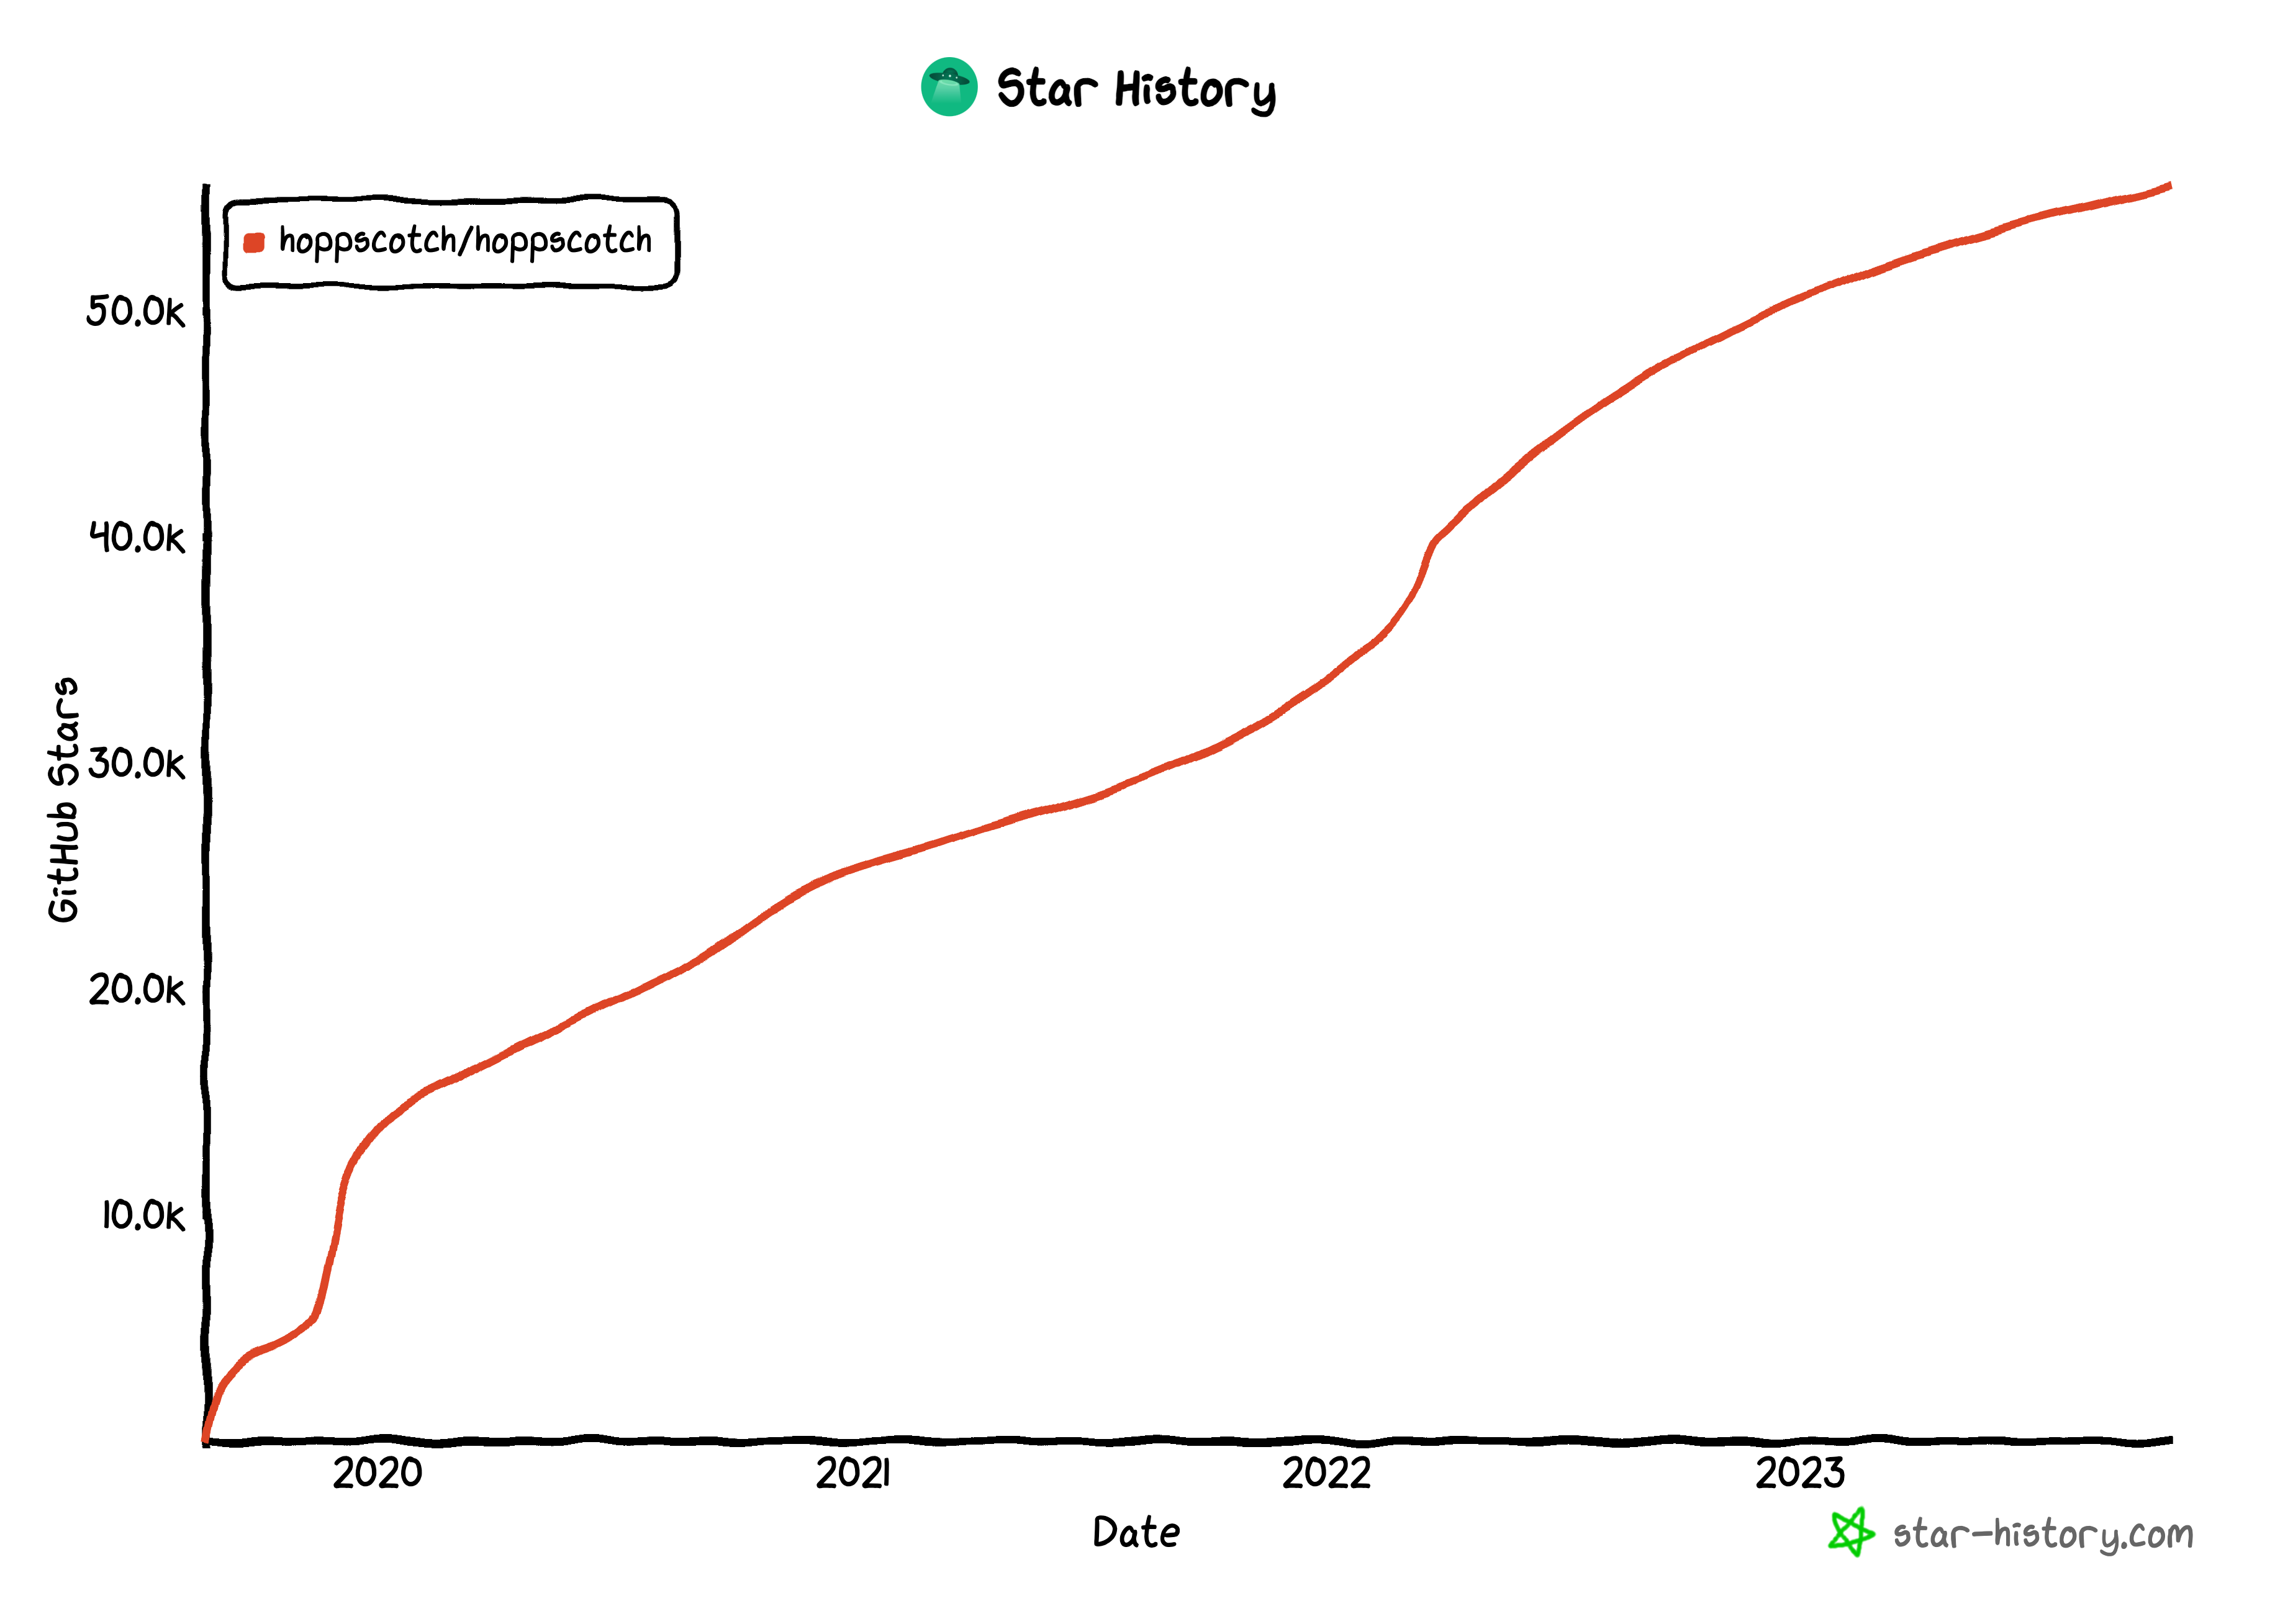 Star History
hoppscotch/hoppscotch
50.0K
40.0K
30.0K
20.0K
10.0K
GitHub Stars
2020 2021 2022 2023
Date
star-history.com